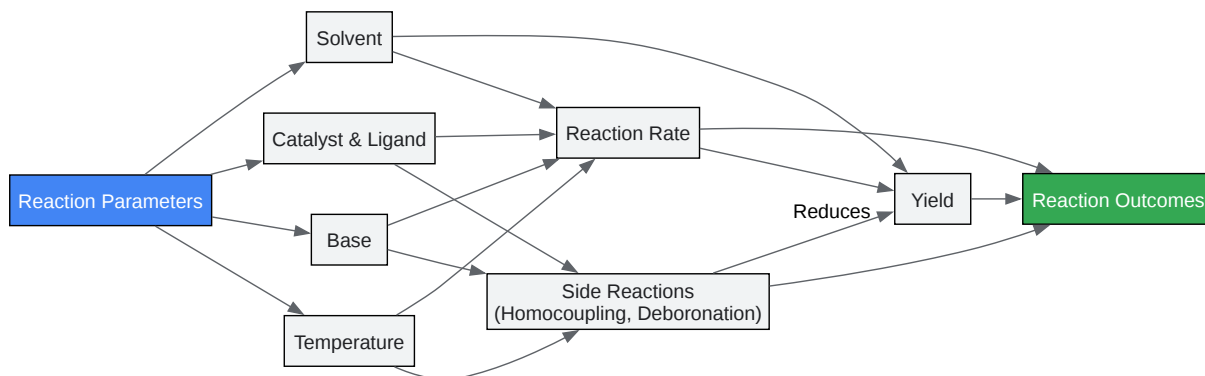 Solvent
Catalyst & Ligand
Reaction Rate
Reaction Parameters
Yield
Reaction Outcomes
Reduces
Base
Side Reactions
(Homocoupling, Deboronation)
Temperature